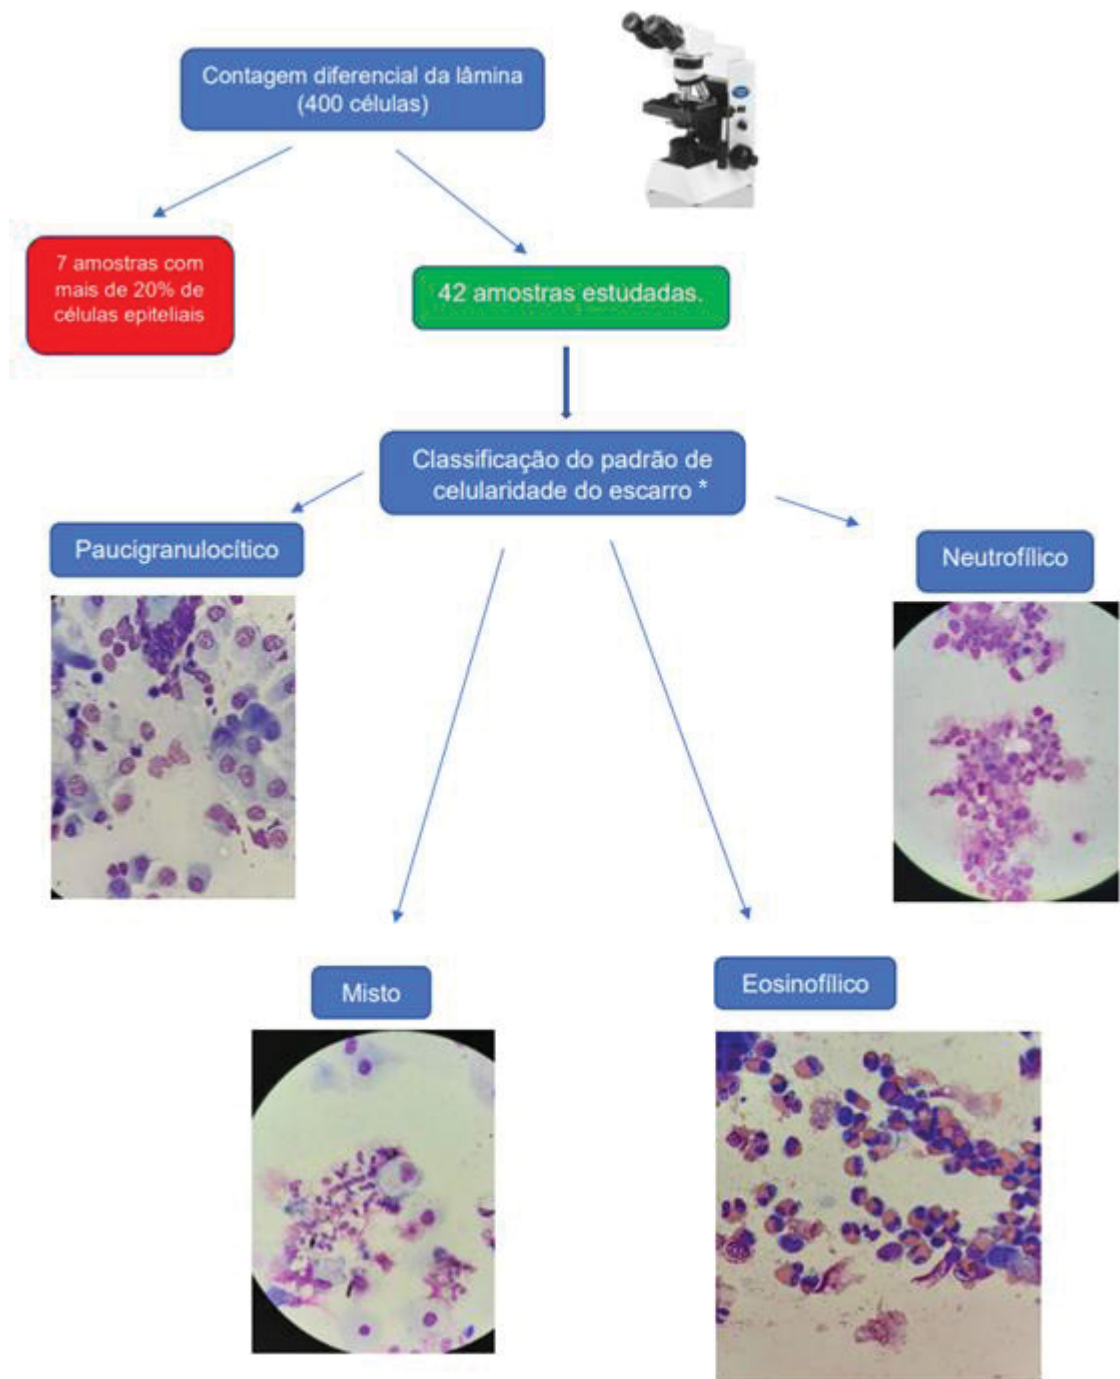 Contagem diferencial da lâmina
(400 células)
7 amostras com
mais de 20% de
células epiteliais
42 amostras estudadas.
Classificação do padrão de
celularidade do escarro *
Paucigranulocítico
Neutrofílico
Misto
Eosinofílico